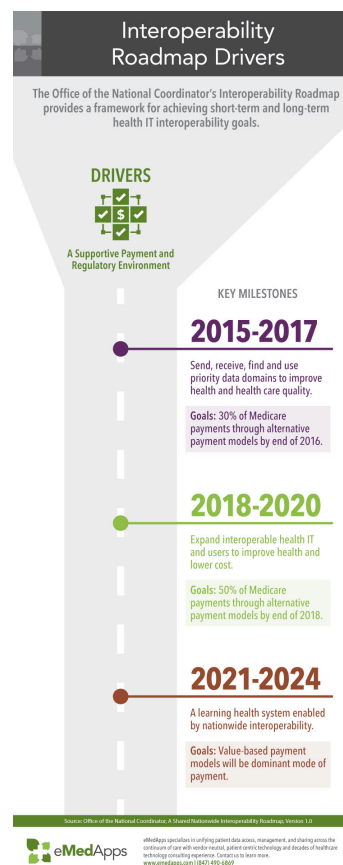 Interoperability
Roadmap Drivers
The Office of the National Coordinator's Interoperability Roadmap
provides a framework for achieving short-term and long-term
health IT interoperability goals.
DRIVERS
$
A Supportive Payment and
Regulatory Environment
KEY MILESTONES
2015-2017
Send, receive, find and use
priority data domains to improve
health and health care quality.
Goals: 30% of Medicare
payments through alternative
payment models by end of 2016.
2018-2020
Expand interoperable health IT
and users to improve health and
lower cost.
Goals: 50% of Medicare
payments through alternative
payment models by end of 2018.
2021-2024
A learning health system enabled
by nationwide interoperability.
Goals: Value-based payment
models will be dominant mode of
payment.
Source: Office of the National Coordinator, A Shared Nationwide Interoperability Roadmap, Version 1.0
eMedApps
eMedApps specializes in unifying patient data access, management, and sharing across the
continuum of care with vendor neutral, patient-centric technology and decades of healthcare
technology consulting experience. Contact us to learn more.
www.emedapps.com I (847) 490-6869